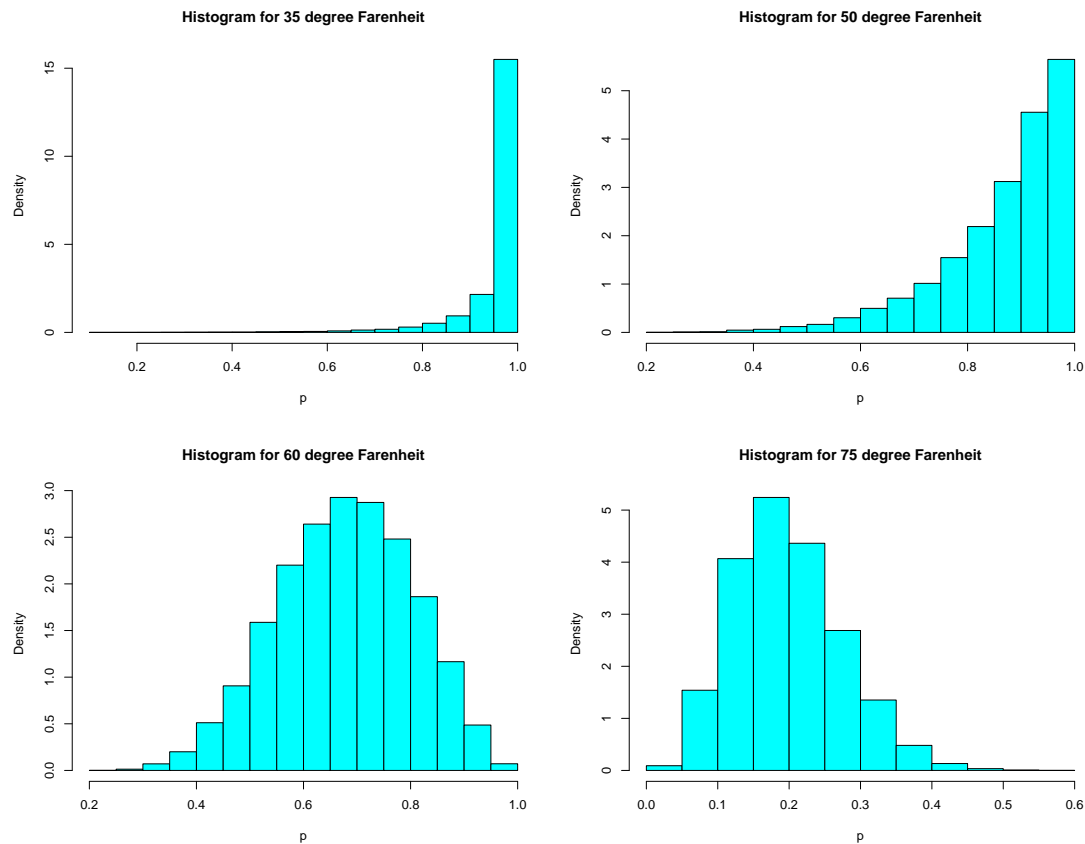 Histogram for 35 degree Farenheit
Density
0
5
10
15
0.2 0.4 0.6 0.8 1.0
p
Histogram for 50 degree Farenheit
Density
0
1
2
3
4
5
0.2 0.4 0.6 0.8 1.0
p
Histogram for 60 degree Farenheit
Density
0.0
0.5
1.0
1.5
2.0
2.5
3.0
0.2 0.4 0.6 0.8 1.0
p
Histogram for 75 degree Farenheit
Density
0
1
2
3
4
5
0.0 0.1 0.2 0.3 0.4 0.5 0.6
p